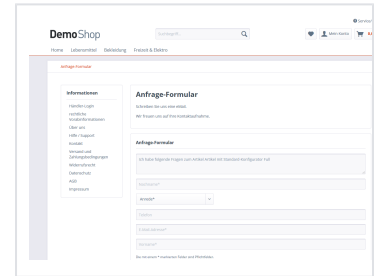 Service/
DemoShop
Suchbegriff...
Mein Konto
Home Lebensmittel Bekleidung Freizeit & Elektro
Anfrage-Formular
Informationen
Händler-Login
rechtliche
Vorabinformationen
Über uns
Hilfe / Support
Kontakt
Versand und
Zahlungsbedingungen
Widerrufsrecht
Datenschutz
AGB
Impressum
Anfrage-Formular
Schreiben Sie uns eine eMail.
Wir freuen uns auf Ihre Kontaktaufnahme.
Anfrage-Formular
Ich habe folgende Fragen zum Artikel Artikel mit Standard-Konfigurator Fuß
Nachname*
Anrede*
Telefon
E-Mail-Adresse*
Vorname*
Die mit einem * markierten Felder sind Pflichtfelder.